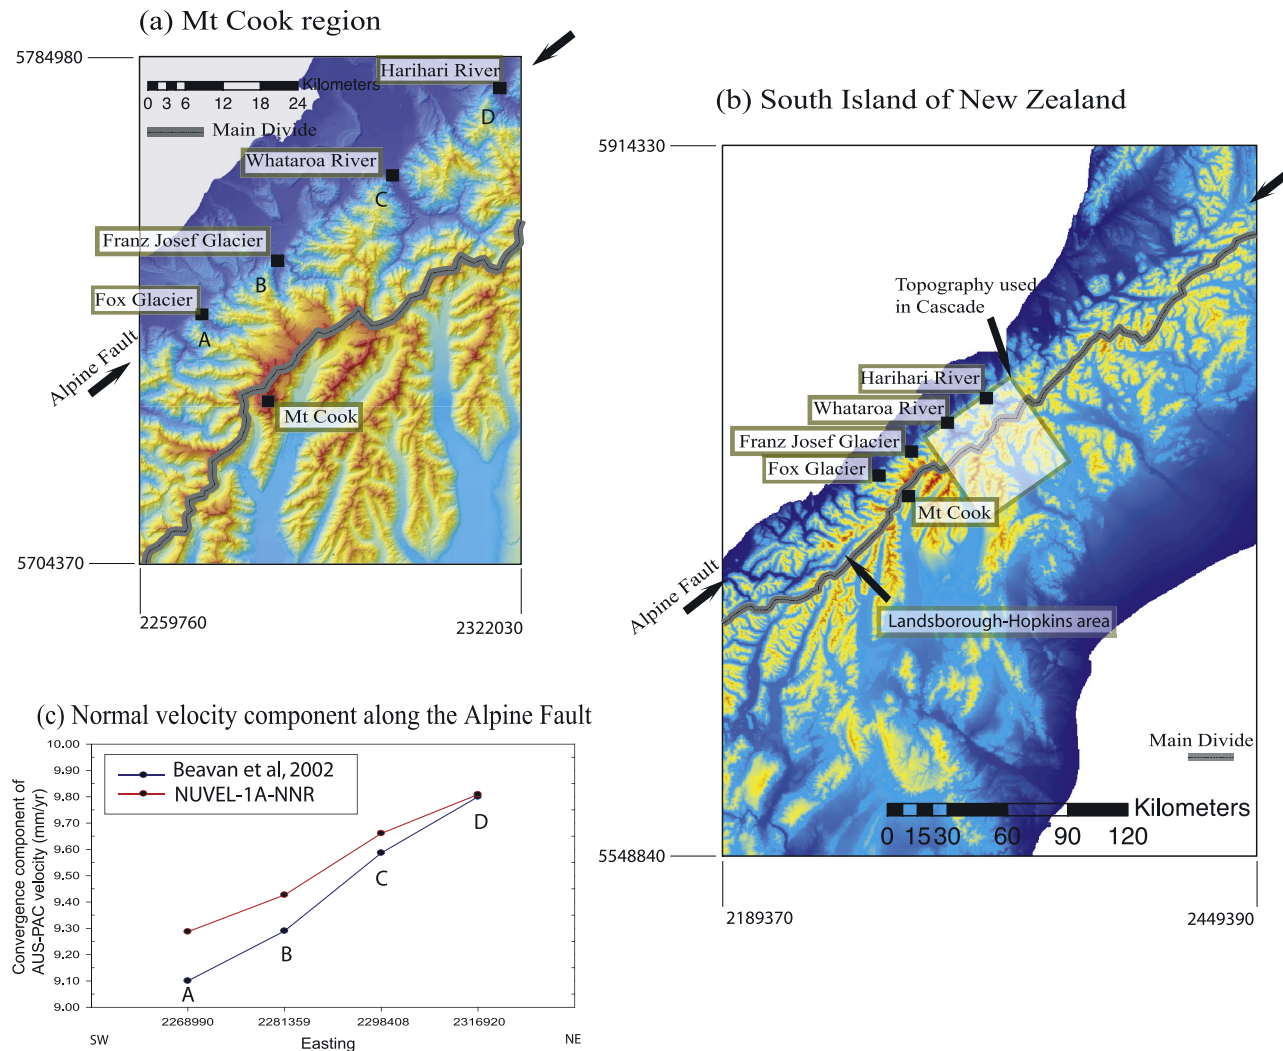 (a) Mt Cook region
5784980
Harihari River
Kilometers
0 3 6 12 18 24
D
Main Divide
Whataroa River
C
Franz Josef Glacier
B
Fox Glacier
A
Alpine Fault
Mt Cook
5704370
2259760
2322030
(b) South Island of New Zealand
5914330
Topography used
in Cascade
Harihari River
Whataroa River
Franz Josef Glacier
Fox Glacier
Mt Cook
Alpine Fault
Landsborough-Hopkins area
Main Divide
Kilometers
0 15 30 60 90 120
5548840
2189370
2449390
(c) Normal velocity component along the Alpine Fault
Convergence component of
AUS-PAC velocity (mm/yr)
10.00
9.90
9.80
9.70
9.60
9.50
9.40
9.30
9.20
9.10
9.00
Beavan et al, 2002
NUVEL-1A-NNR
A
B
C
D
2268990
2281359
2298408
2316920
SW
Easting
NE